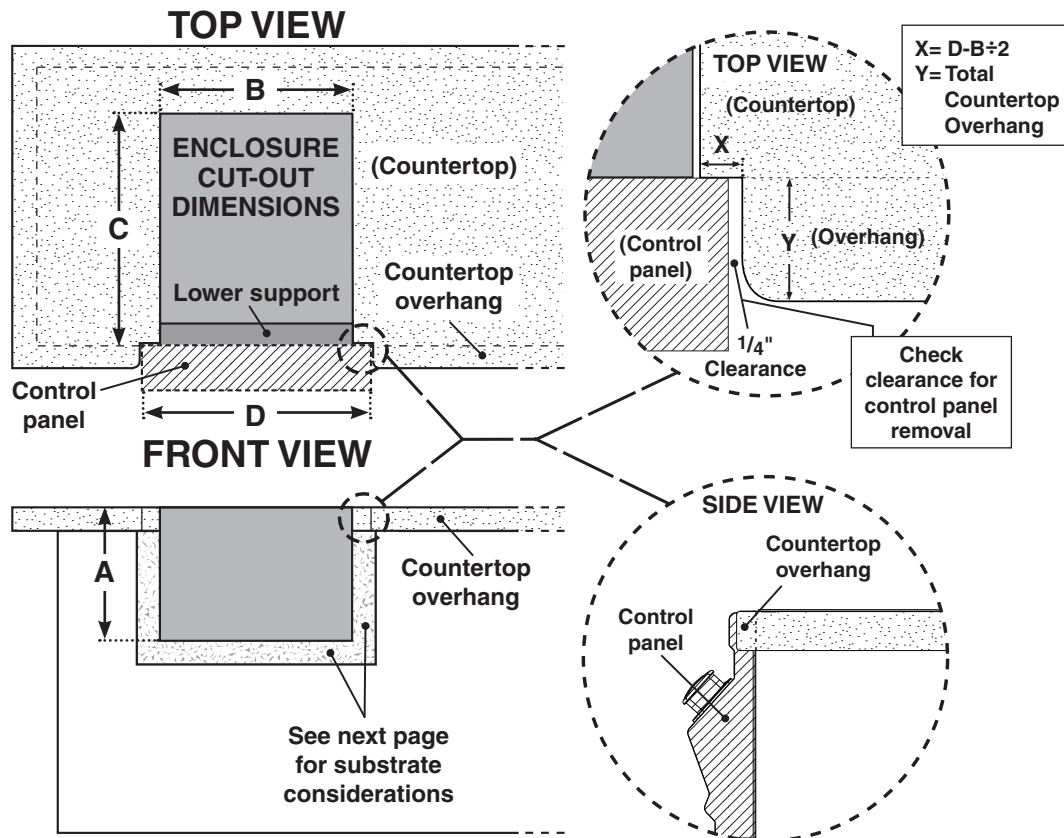 TOP VIEW
B
ENCLOSURE
CUT-OUT
DIMENSIONS
(Countertop)
C
Countertop
overhang
Lower support
Control
panel
D
TOP VIEW
(Countertop)
X
(Control
panel)
Y
(Overhang)
1/4"
Clearance
X= D-B÷2
Y= Total
Countertop
Overhang
Check
clearance for
control panel
removal
FRONT VIEW
A
Countertop
overhang
See next page
for substrate
considerations
SIDE VIEW
Countertop
overhang
Control
panel